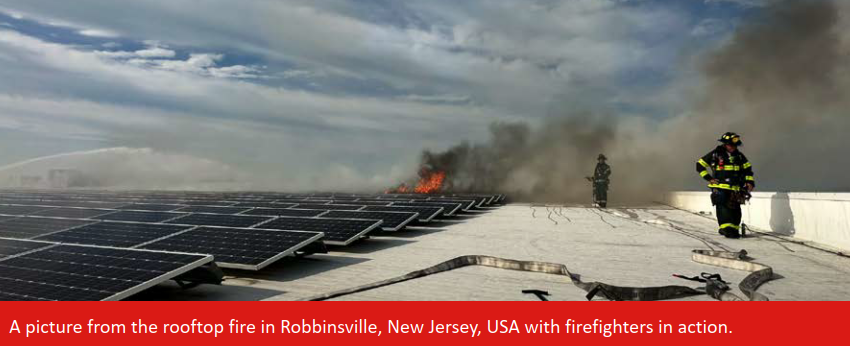 A picture from the rooftop fire in Robbinsville, New Jersey, USA with firefighters in action.